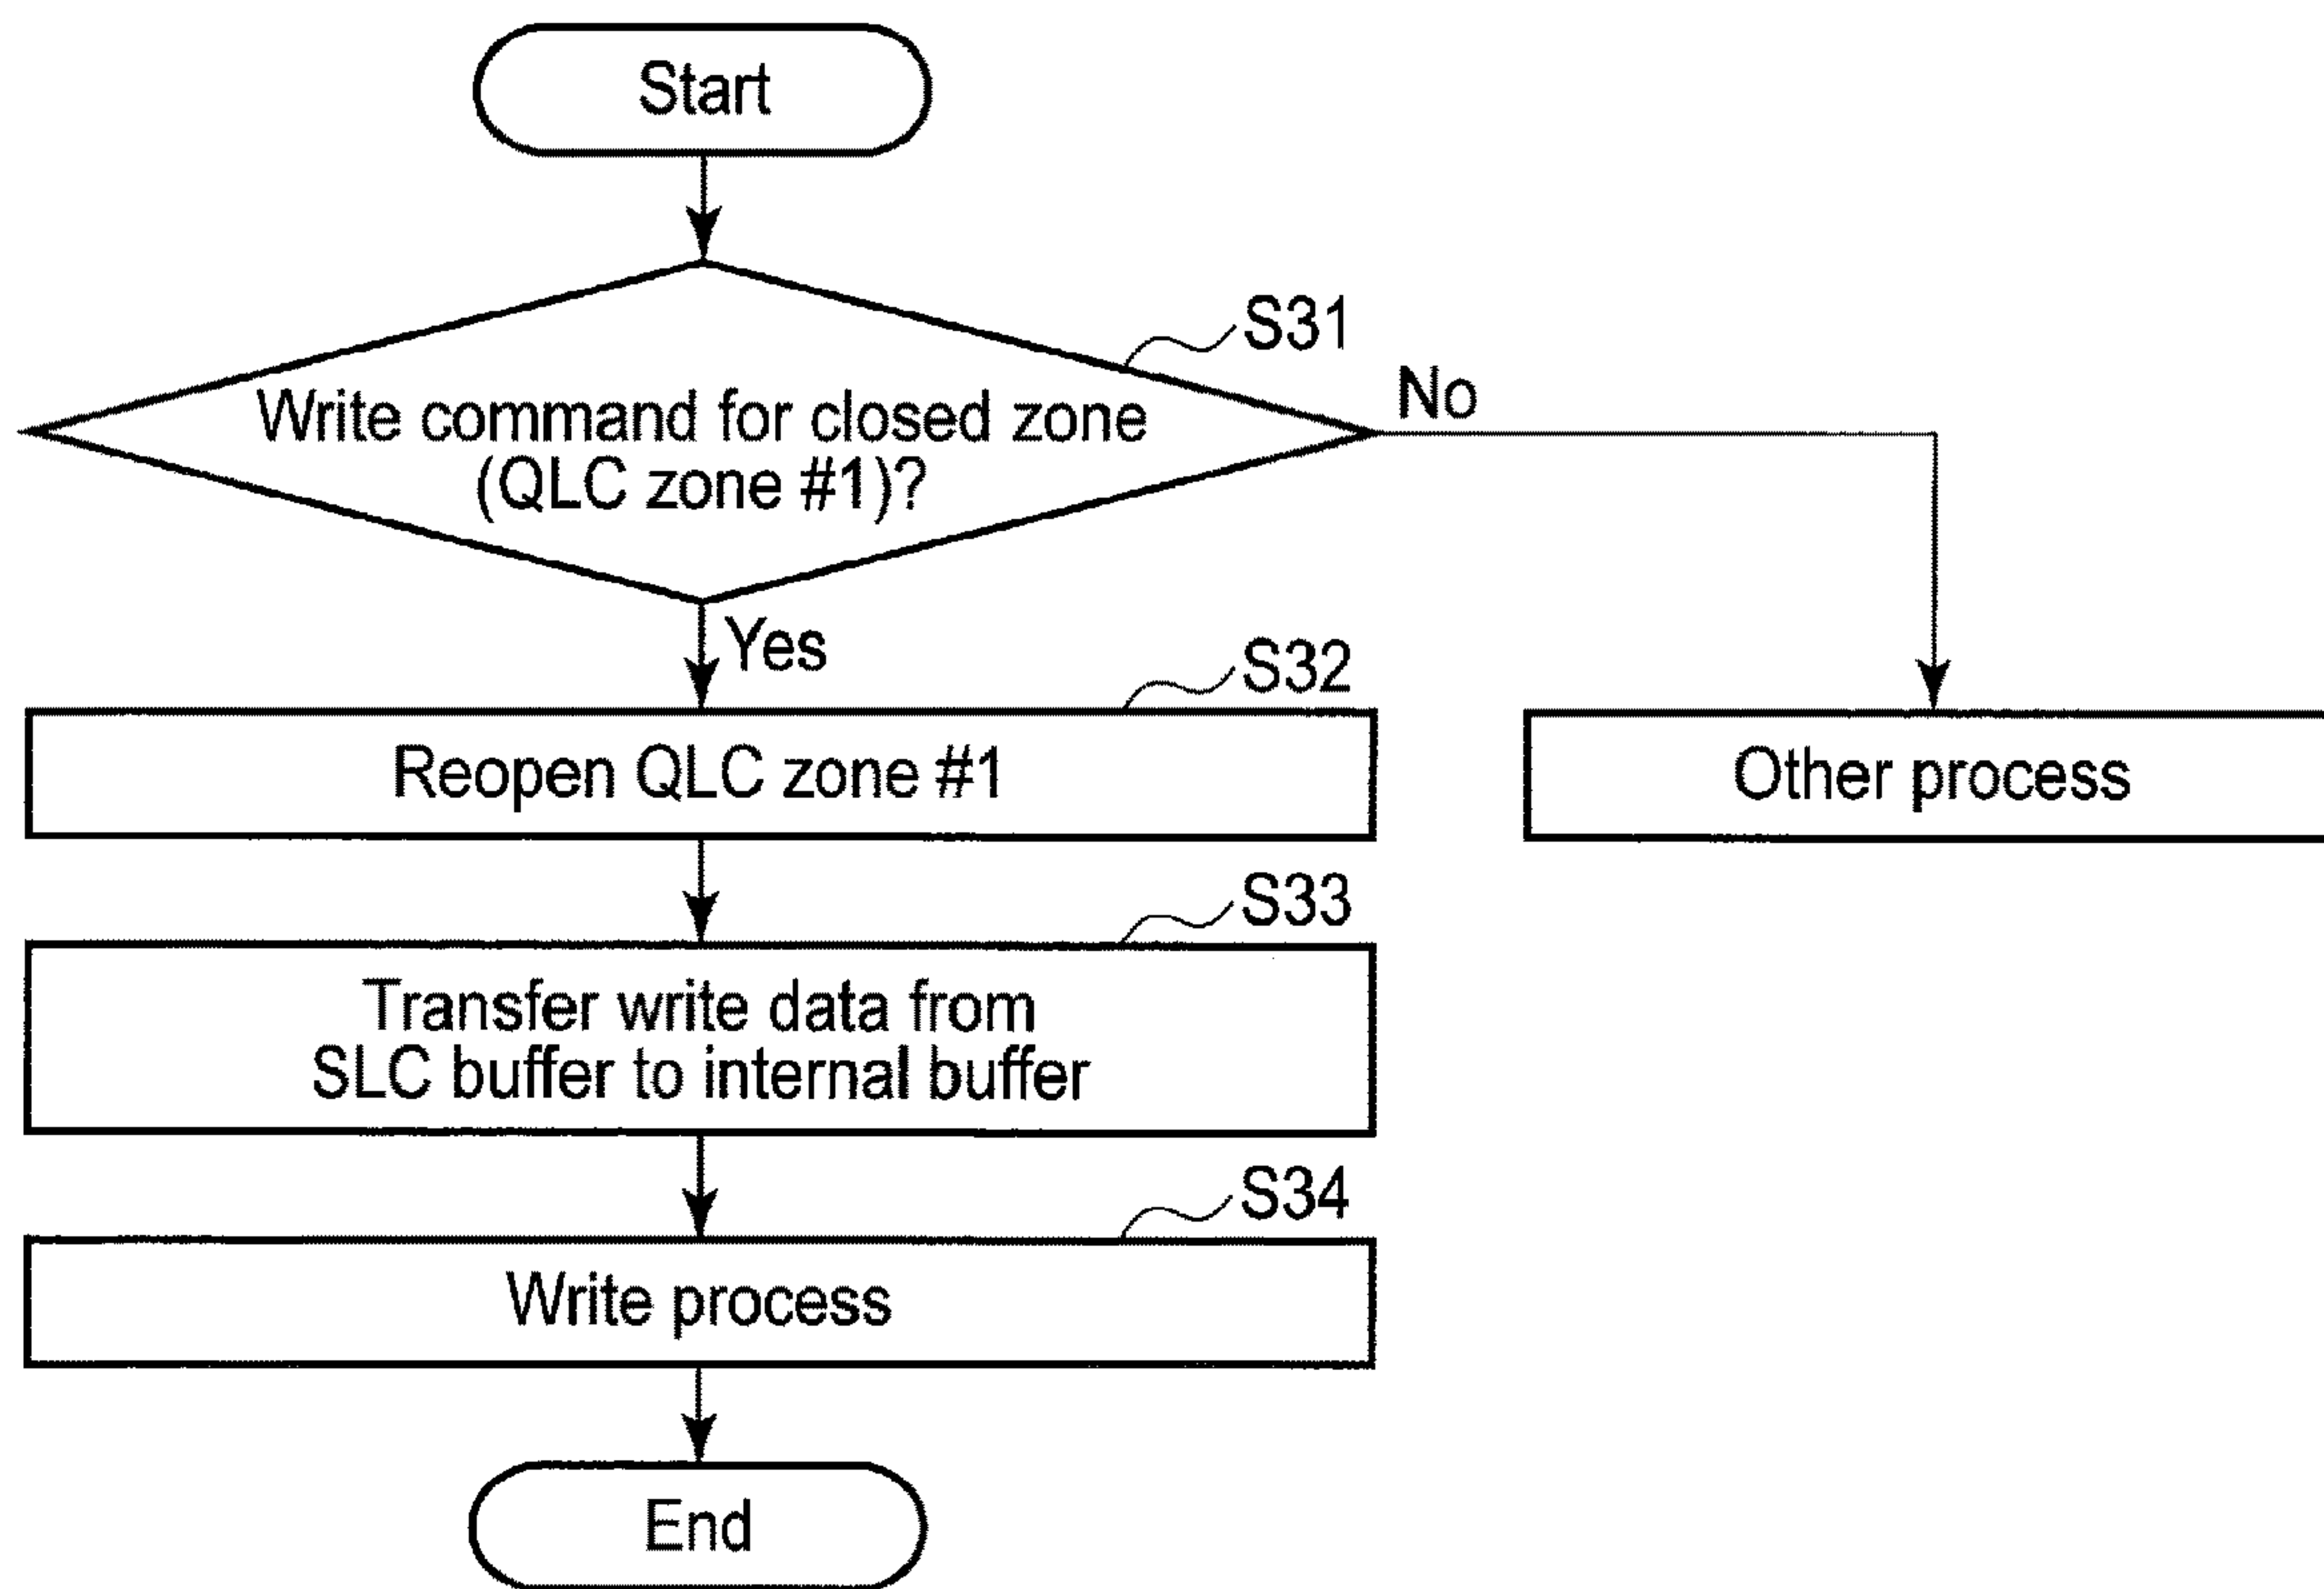 Start
S31
Write command for closed zone
(QLC zone #1)?
No
Yes
S32
Reopen QLC zone #1
Other process
S33
Transfer write data from
SLC buffer to internal buffer
S34
Write process
End